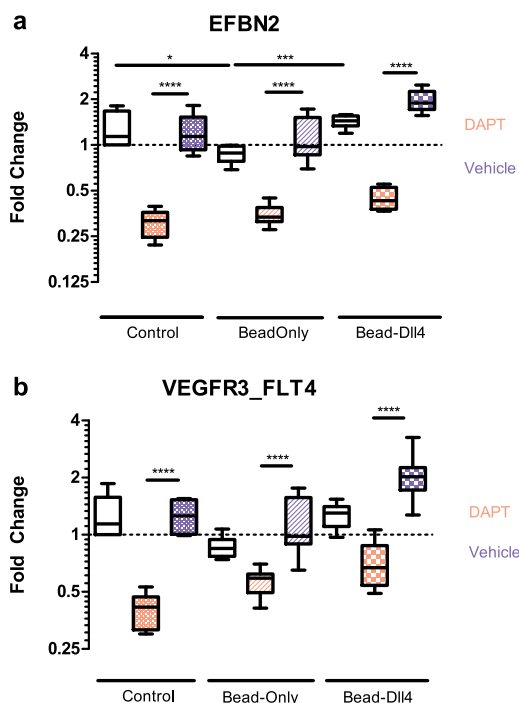 a
EFBN2
*
***
****
****
****
4
2
1
0.5
0.25
0.125
Fold Change
DAPT
Vehicle
Control
BeadOnly
Bead-Dll4
b
VEGFR3_FLT4
****
****
****
4
2
1
0.5
0.25
Fold Change
DAPT
Vehicle
Control
Bead-Only
Bead-Dll4